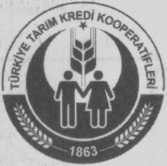 TÜRKİYE TARIM KREDİ KOOPERATİFLERİ
1863